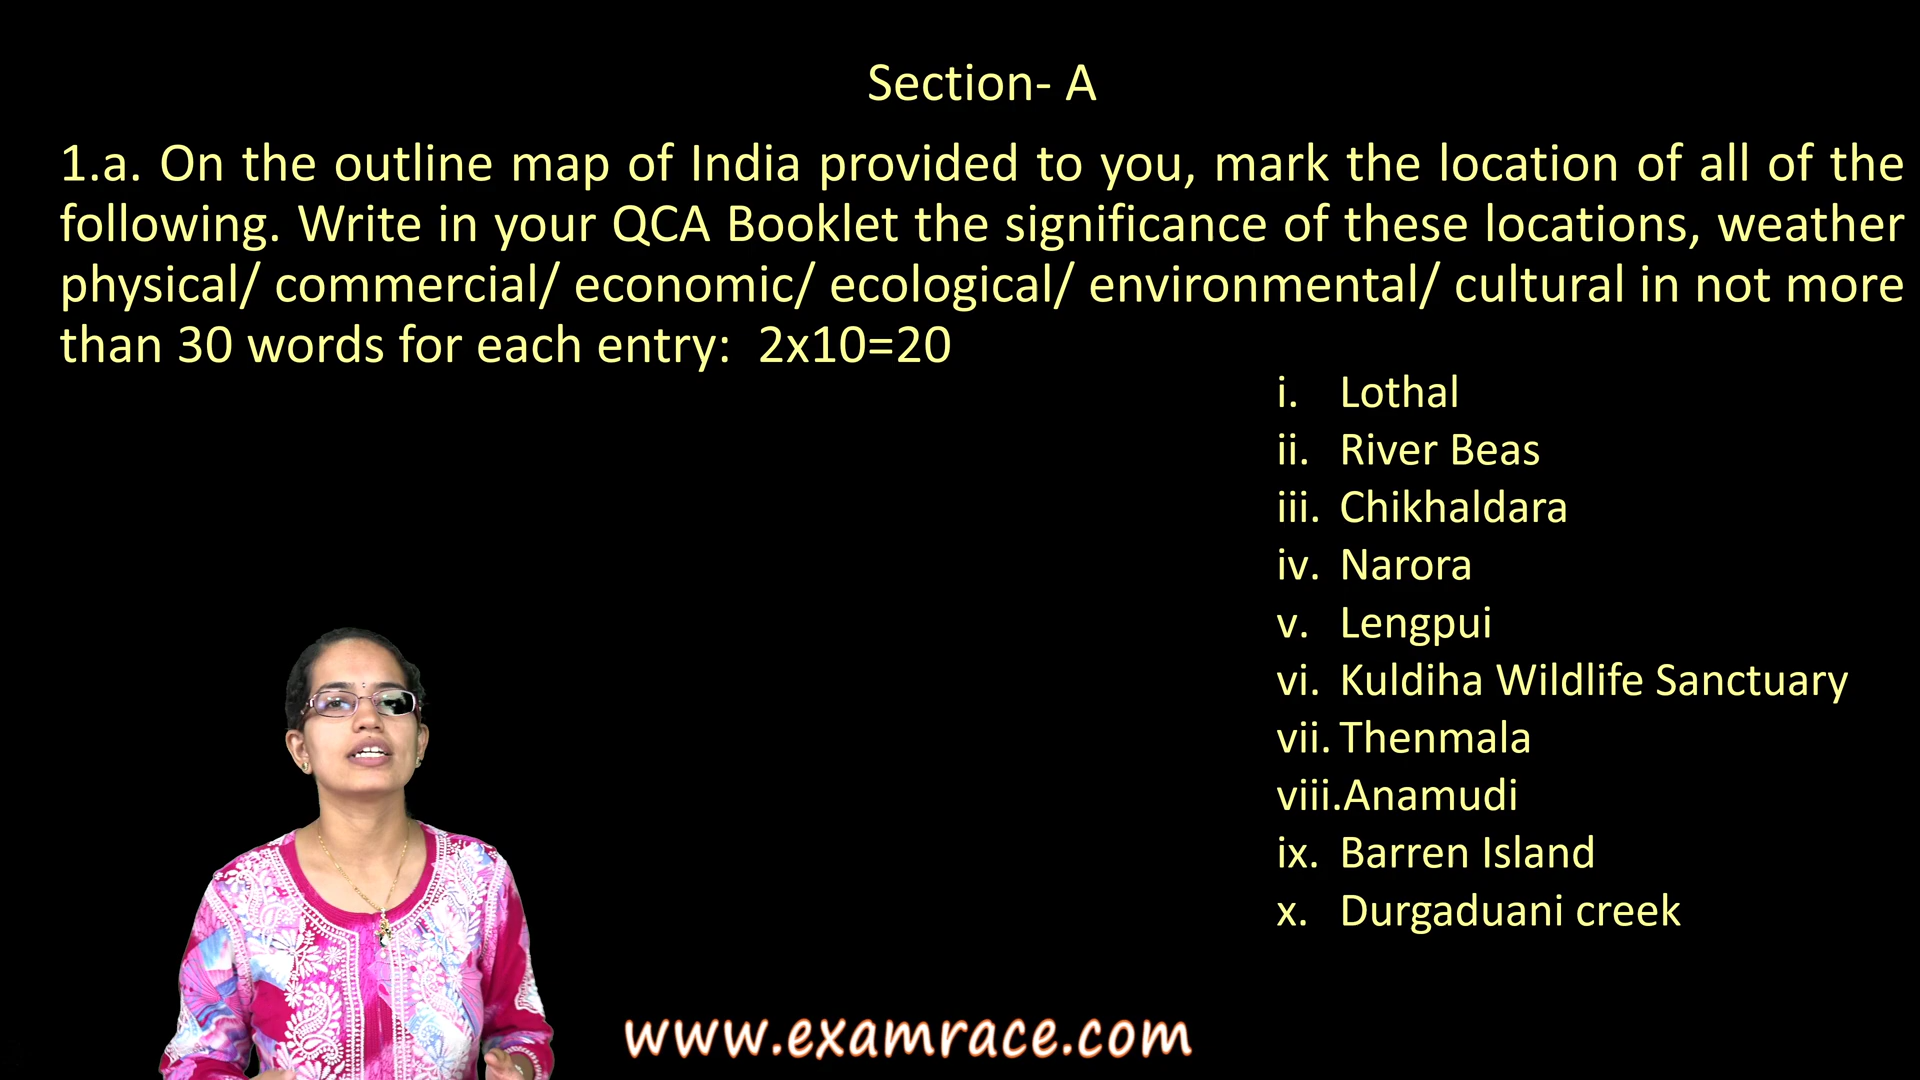 Section- A
1.a. On the outline map of India provided to you, mark the location of all of the
following. Write in your QCA Booklet the significance of these locations, weather
physical/ commercial/ economic/ ecological/ environmental/ cultural in not more
than 30 words for each entry:  2x10=20
i. Lothal
ii. River Beas
iii. Chikhaldara
iv. Narora
v. Lengpui
vi. Kuldiha Wildlife Sanctuary
vii. Thenmala
viii.Anamudi
ix. Barren Island
x. Durgaduani creek
www.examrace.com